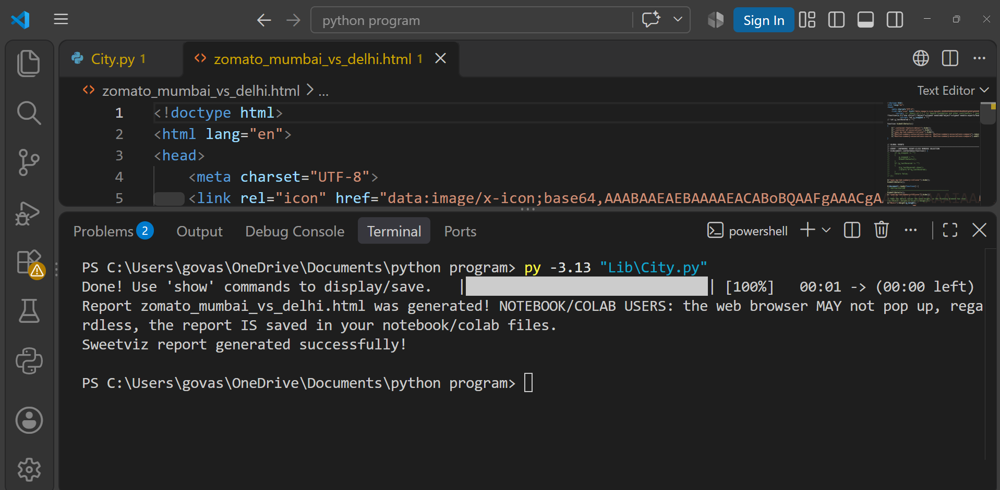 python program
Sign In
City.py 1
zomato_mumbai_vs_delhi.html 1
zomato_mumbai_vs_delhi.html > ...
Text Editor
1 <!doctype html>
2 <html lang="en">
3 <head>
4 <meta charset="UTF-8">
5 <link rel="icon" href="data:image/x-icon;base64,AAABAAEAEBAAAAEACABoBQAAFgAAACgA
Problems 2 Output Debug Console Terminal Ports
powershell
PS C:\Users\govas\OneDrive\Documents\python program> py -3.13 "Lib\City.py"
Done! Use 'show' commands to display/save. | | [100%] 00:01 -> (00:00 left)
Report zomato_mumbai_vs_delhi.html was generated! NOTEBOOK/COLAB USERS: the web browser MAY not pop up, rega
rdless, the report IS saved in your notebook/colab files.
Sweetviz report generated successfully!
PS C:\Users\govas\OneDrive\Documents\python program>